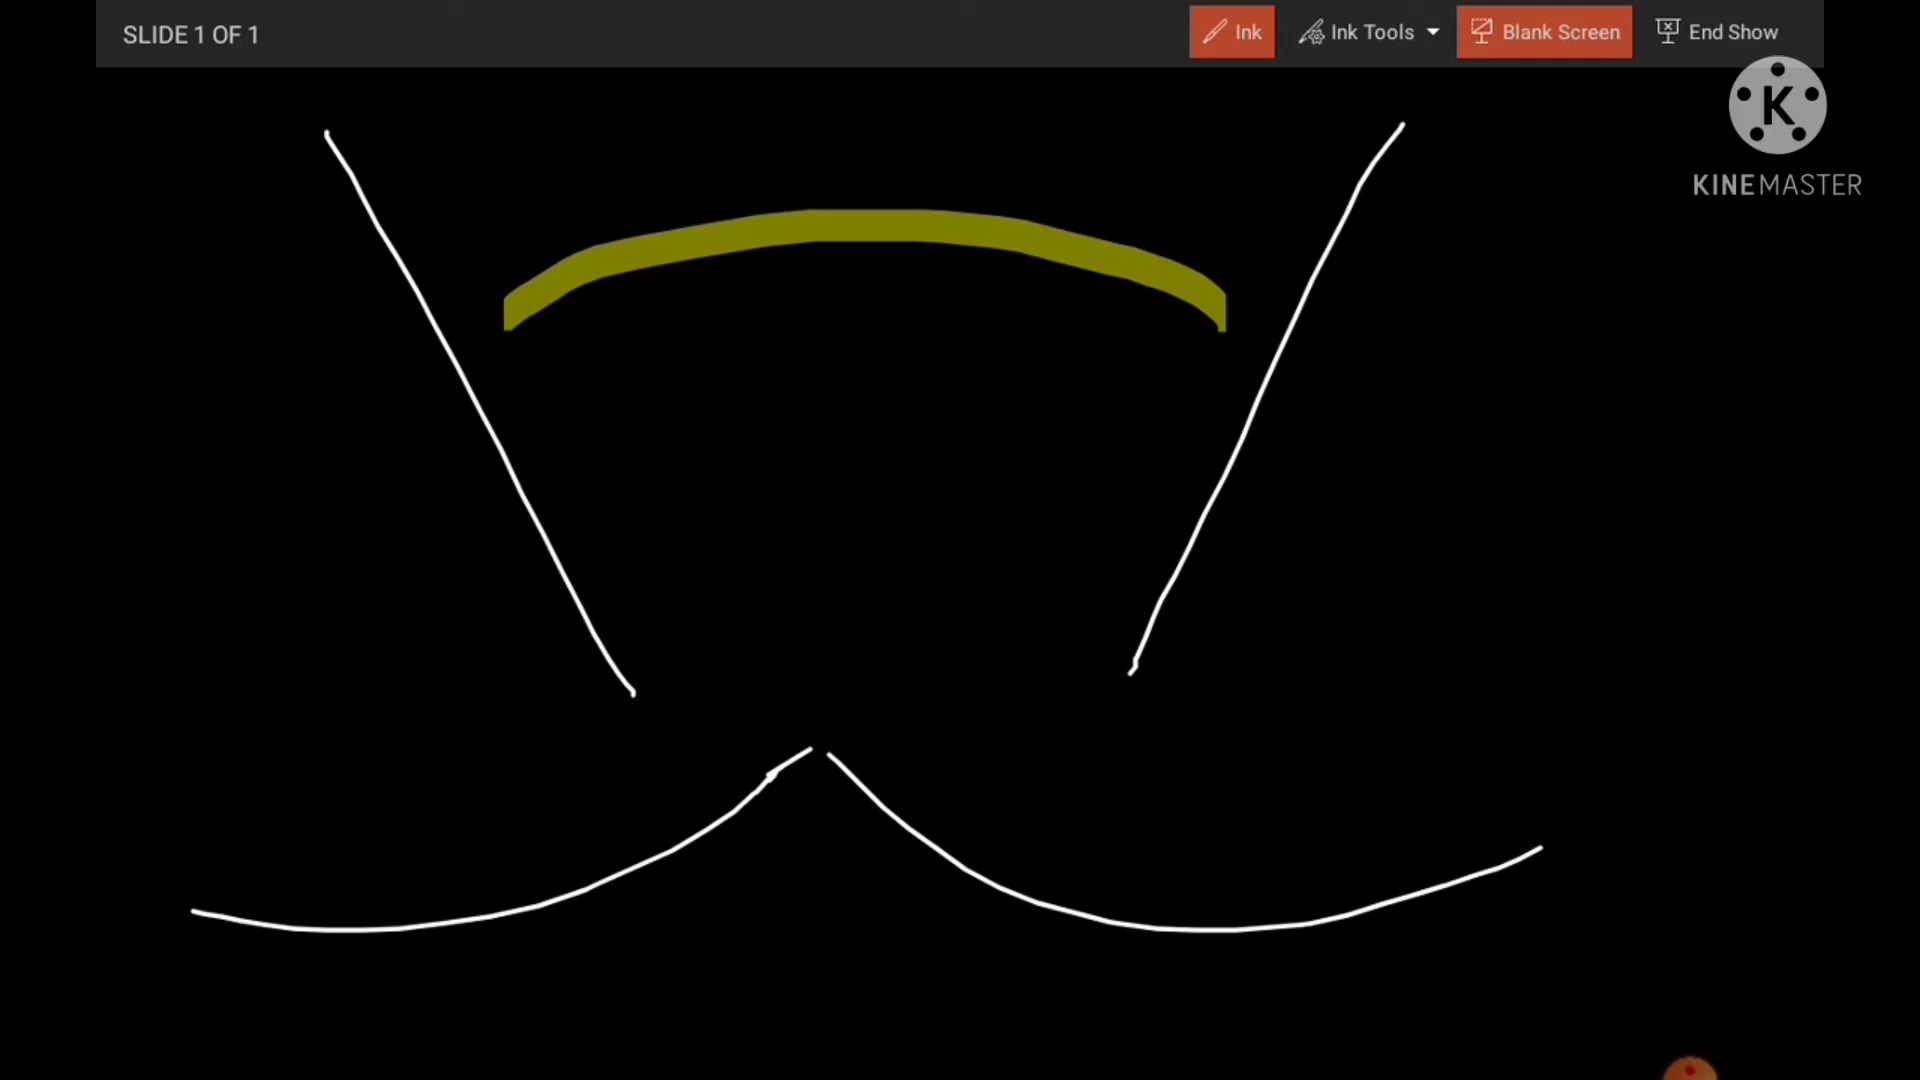 SLIDE 1 OF 1
Ink
Ink Tools
Blank Screen
End Show
K
KINEMASTER